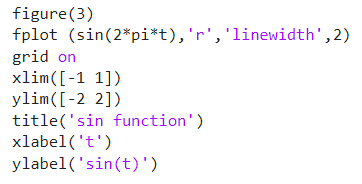 figure(3)
fplot (sin(2*pi*t),'r','linewidth',2)
grid on
xlim([-1 1])
ylim([-2 2])
title('sin function')
xlabel('t')
ylabel('sin(t)')